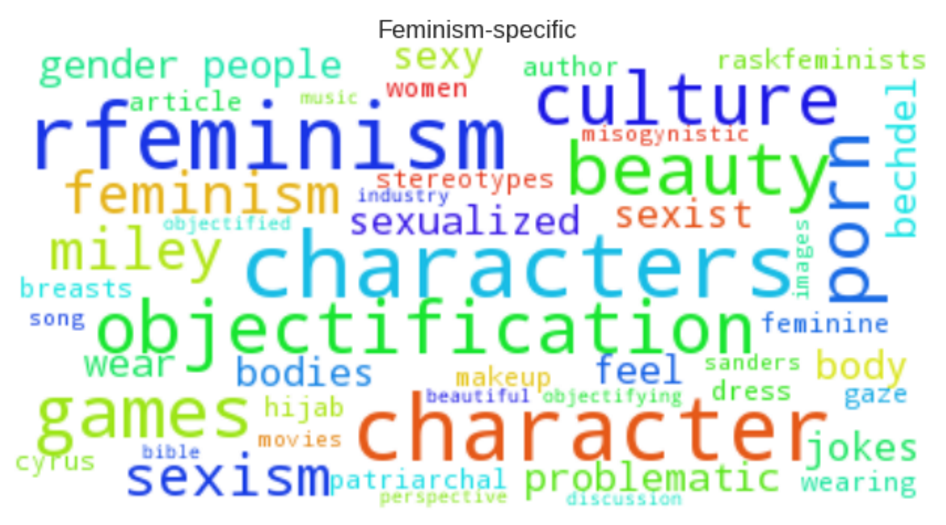 Feminism-specific
gender people
sexy
author
raskfeminists
article
music
women
culture
bechdel
rfeminism
misogynistic
beauty
porn
feminism
stereotypes
industry
objectified
sexualized
sexist
miley
characters
images
breasts
song
objectification
feminine
wear
bodies
makeup
feel
sanders
body
games
hijab
beautiful
objectifying
dress
gaze
movies
character
jokes
cyrus
bible
sexism
patriarchal
problematic
wearing
perspective
discussion